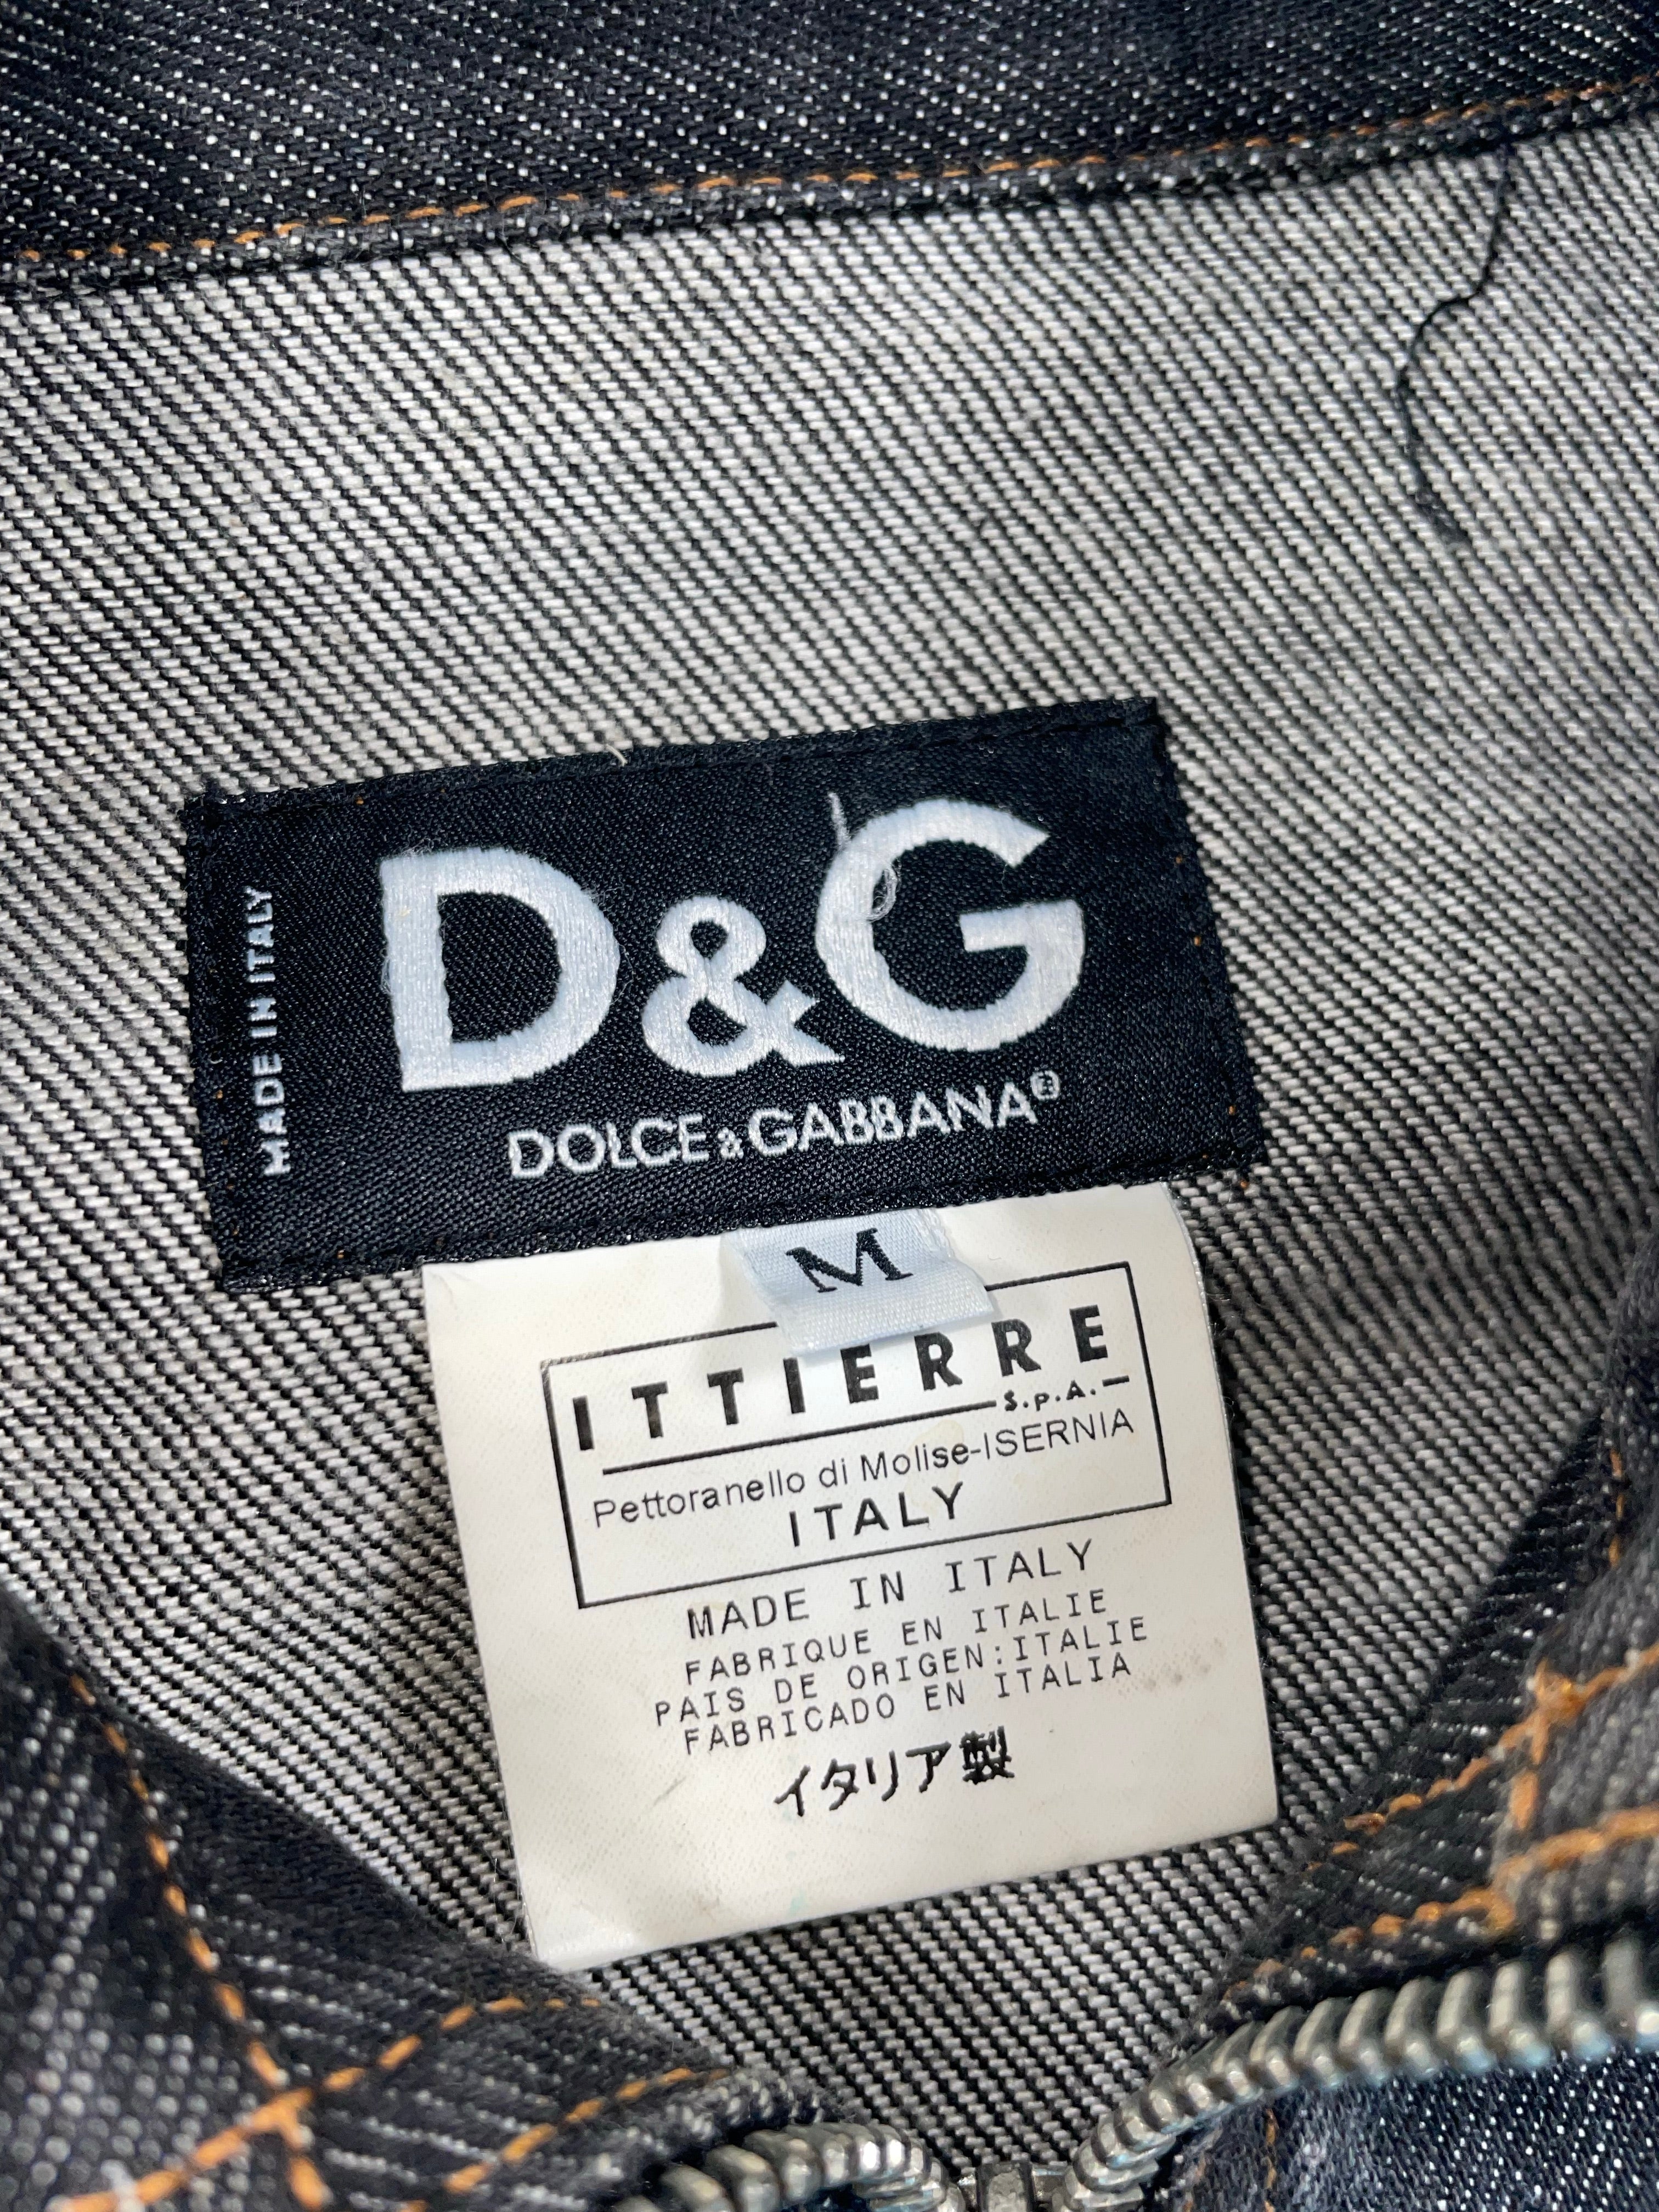 MADE IN ITALY
D&G
DOLCE & GABBANA®
M
ITTIERRE
S.p.A.
Pettoranello di Molise-ISERNIA
ITALY
MADE IN ITALY
FABRIQUE EN ITALIE
PAIS DE ORIGEN:ITALIE
FABRICADO EN ITALIA
イタリア製